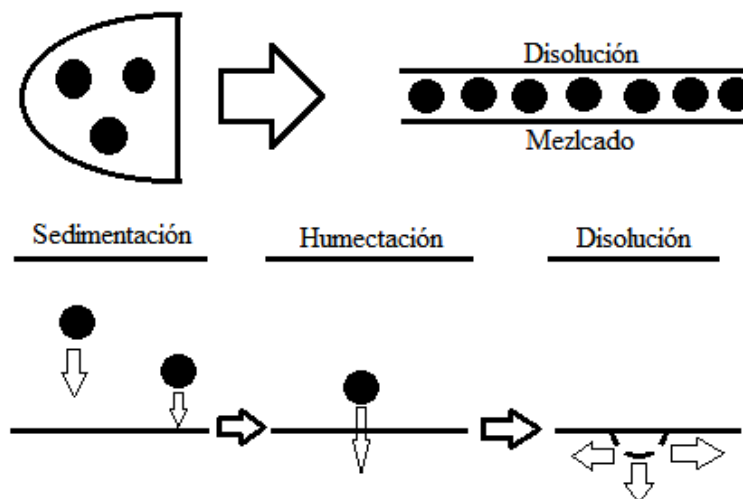 Disolución
Mezlcado
Sedimentación
Humectación
Disolución